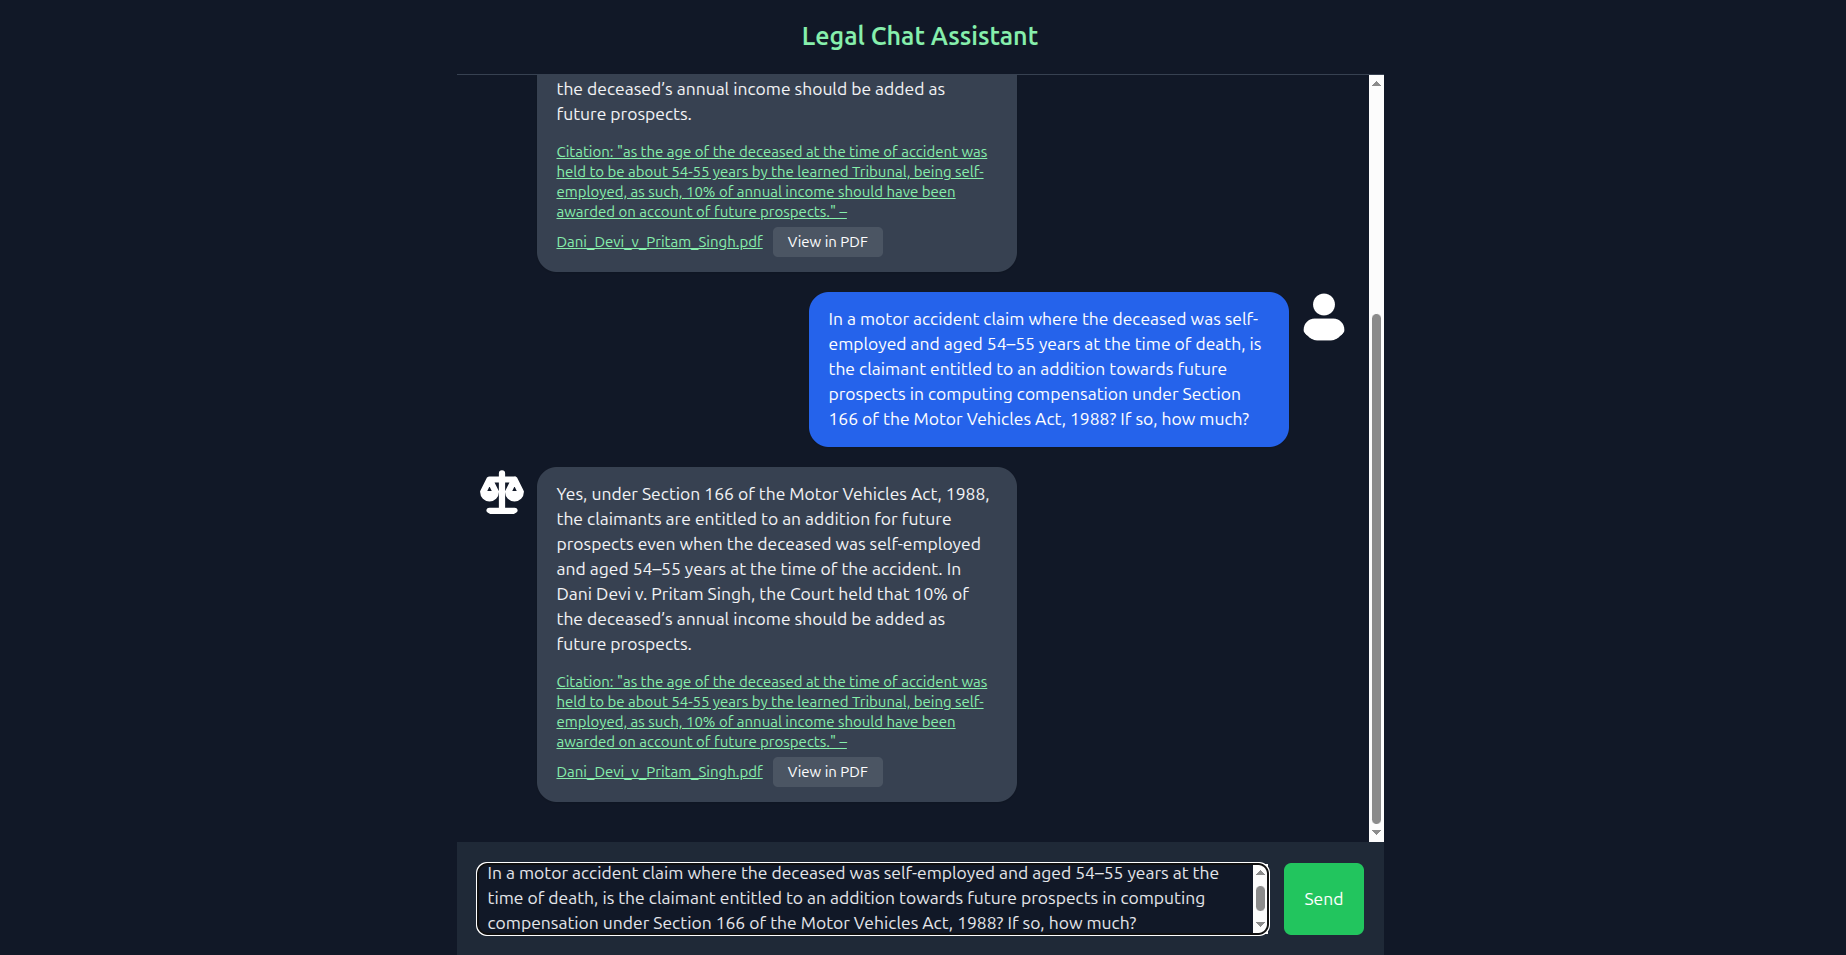 Legal Chat Assistant
the deceased’s annual income should be added as
future prospects.
Citation: "as the age of the deceased at the time of accident was
held to be about 54-55 years by the learned Tribunal, being self-
employed, as such, 10% of annual income should have been
awarded on account of future prospects." –
Dani_Devi_v_Pritam_Singh.pdf View in PDF
In a motor accident claim where the deceased was self-
employed and aged 54–55 years at the time of death, is
the claimant entitled to an addition towards future
prospects in computing compensation under Section
166 of the Motor Vehicles Act, 1988? If so, how much?
Yes, under Section 166 of the Motor Vehicles Act, 1988,
the claimants are entitled to an addition for future
prospects even when the deceased was self-employed
and aged 54–55 years at the time of the accident. In
Dani Devi v. Pritam Singh, the Court held that 10% of
the deceased’s annual income should be added as
future prospects.
Citation: "as the age of the deceased at the time of accident was
held to be about 54-55 years by the learned Tribunal, being self-
employed, as such, 10% of annual income should have been
awarded on account of future prospects." –
Dani_Devi_v_Pritam_Singh.pdf View in PDF
In a motor accident claim where the deceased was self-employed and aged 54–55 years at the
time of death, is the claimant entitled to an addition towards future prospects in computing
compensation under Section 166 of the Motor Vehicles Act, 1988? If so, how much?
Send